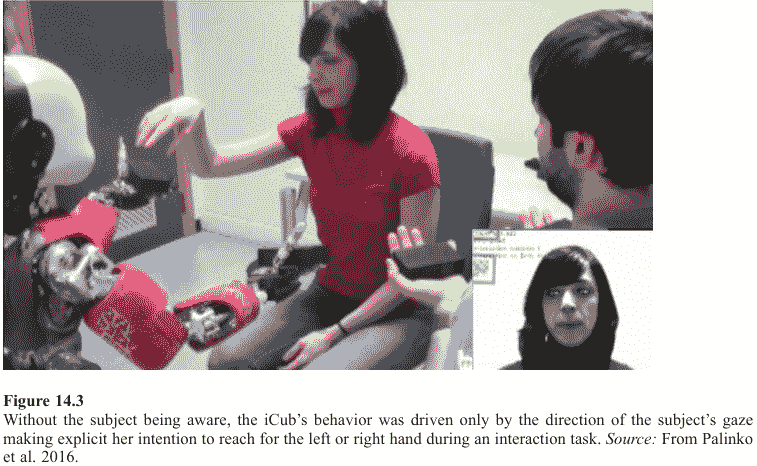 Figure 14.3
Without the subject being aware, the iCub's behavior was driven only by the direction of the subject's gaze
making explicit her intention to reach for the left or right hand during an interaction task. Source: From Palinko
et al. 2016.